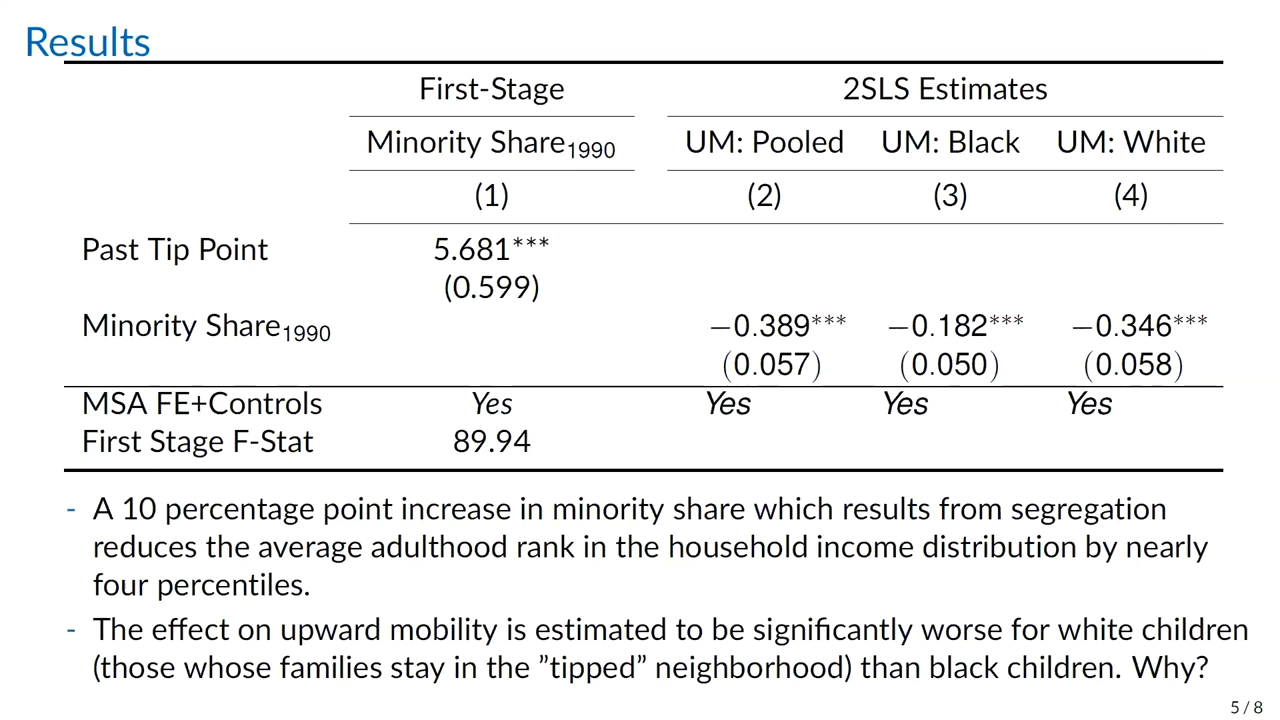 Results
First-Stage 2SLS Estimates
Minority Share1990 UM: Pooled UM: Black UM: White
(1) (2) (3) (4)
Past Tip Point 5.681***
(0.599)
Minority Share1990 −0.389*** −0.182*** −0.346***
(0.057) (0.050) (0.058)
MSA FE+Controls Yes Yes Yes Yes
First Stage F-Stat 89.94
- A 10 percentage point increase in minority share which results from segregation
reduces the average adulthood rank in the household income distribution by nearly
four percentiles.
- The effect on upward mobility is estimated to be significantly worse for white children
(those whose families stay in the ”tipped” neighborhood) than black children. Why?
5 / 8